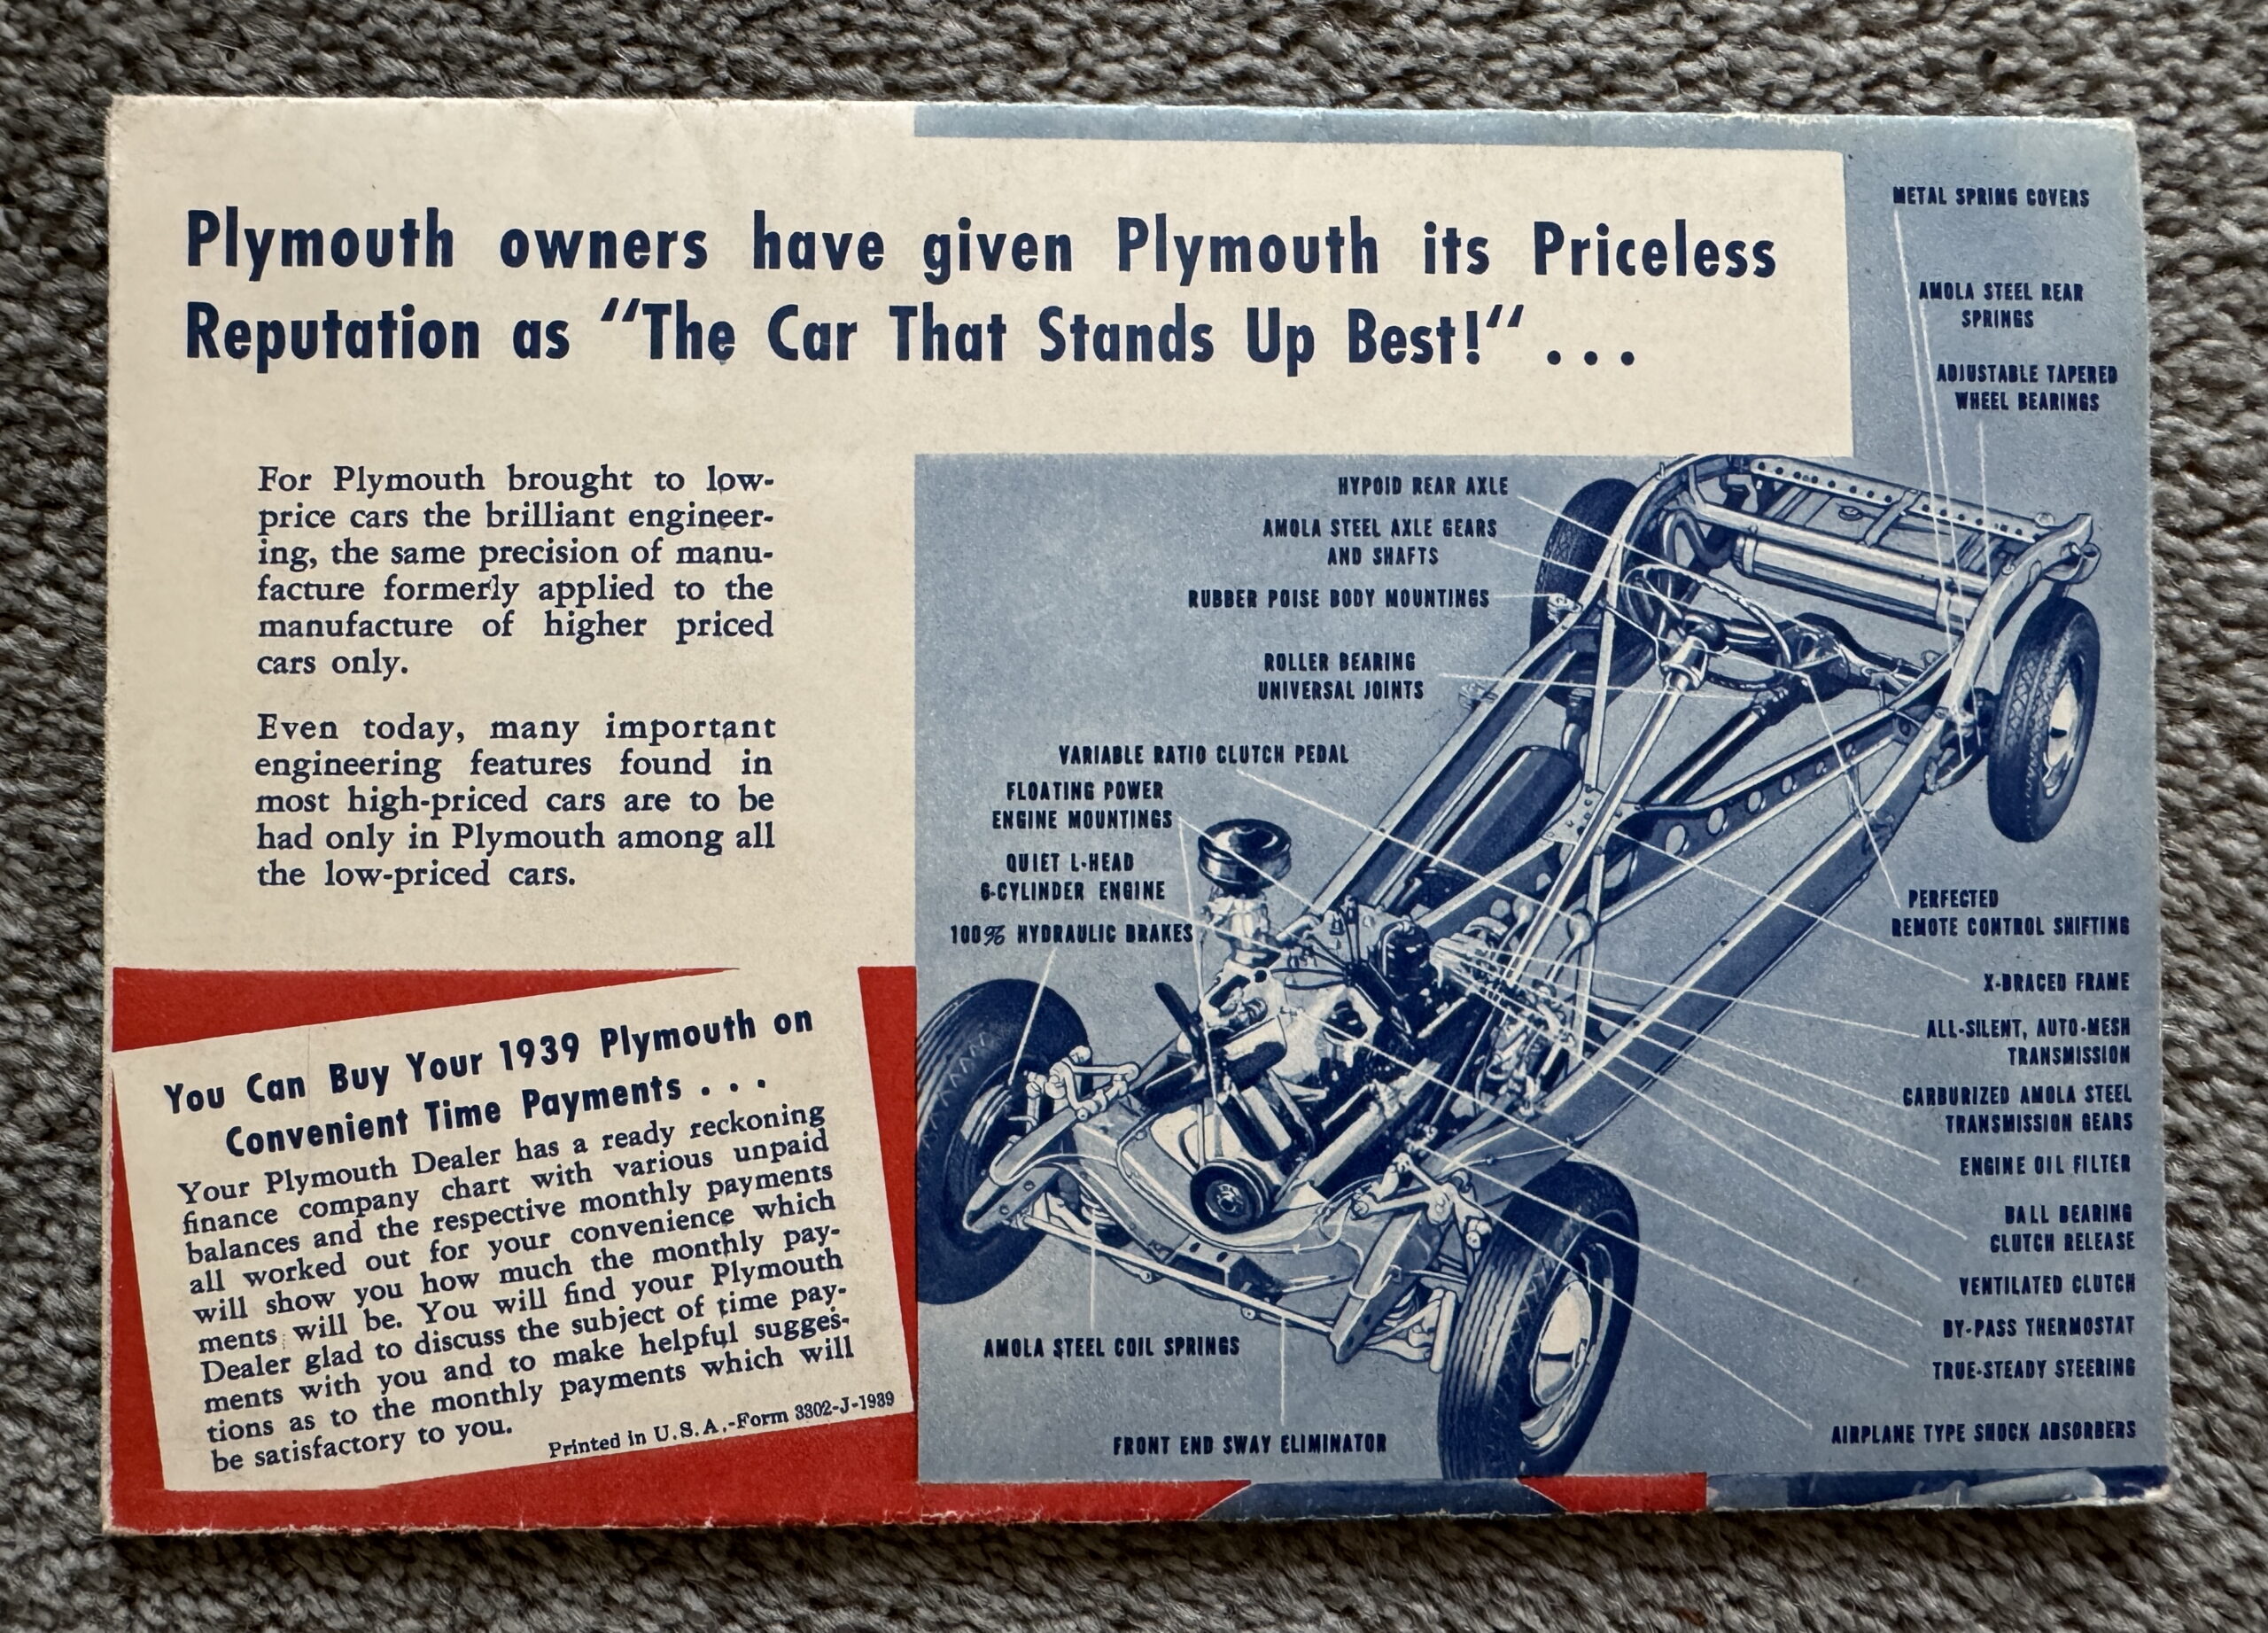 Plymouth owners have given Plymouth its Priceless
Reputation as "The Car That Stands Up Best!" . . .
For Plymouth brought to low-
price cars the brilliant engineer-
ing, the same precision of manu-
facture formerly applied to the
manufacture of higher priced
cars only.
Even today, many important
engineering features found in
most high-priced cars are to be
had only in Plymouth among all
the low-priced cars.
You Can Buy Your 1939 Plymouth on
Convenient Time Payments . . .
Your Plymouth Dealer has a ready reckoning
finance company chart with various unpaid
balances and the respective monthly payments
all worked out for your convenience which
will show you how much the monthly pay-
ments will be. You will find your Plymouth
Dealer glad to discuss the subject of time pay-
ments with you and to make helpful sugges-
tions as to the monthly payments which will
be satisfactory to you.
Printed in U.S.A.-Form 3302-J-1939
METAL SPRING COVERS
AMOLA STEEL REAR
SPRINGS
ADJUSTABLE TAPERED
WHEEL BEARINGS
HYPOID REAR AXLE
AMOLA STEEL AXLE GEARS
AND SHAFTS
RUBBER POISE BODY MOUNTINGS
ROLLER BEARING
UNIVERSAL JOINTS
VARIABLE RATIO CLUTCH PEDAL
FLOATING POWER
ENGINE MOUNTINGS
QUIET L-HEAD
6-CYLINDER ENGINE
100% HYDRAULIC BRAKES
PERFECTED
REMOTE CONTROL SHIFTING
X-BRACED FRAME
ALL-SILENT, AUTO-MESH
TRANSMISSION
CARBURIZED AMOLA STEEL
TRANSMISSION GEARS
ENGINE OIL FILTER
BALL BEARING
CLUTCH RELEASE
VENTILATED CLUTCH
BY-PASS THERMOSTAT
TRUE-STEADY STEERING
AIRPLANE TYPE SHOCK ABSORBERS
AMOLA STEEL COIL SPRINGS
FRONT END SWAY ELIMINATOR